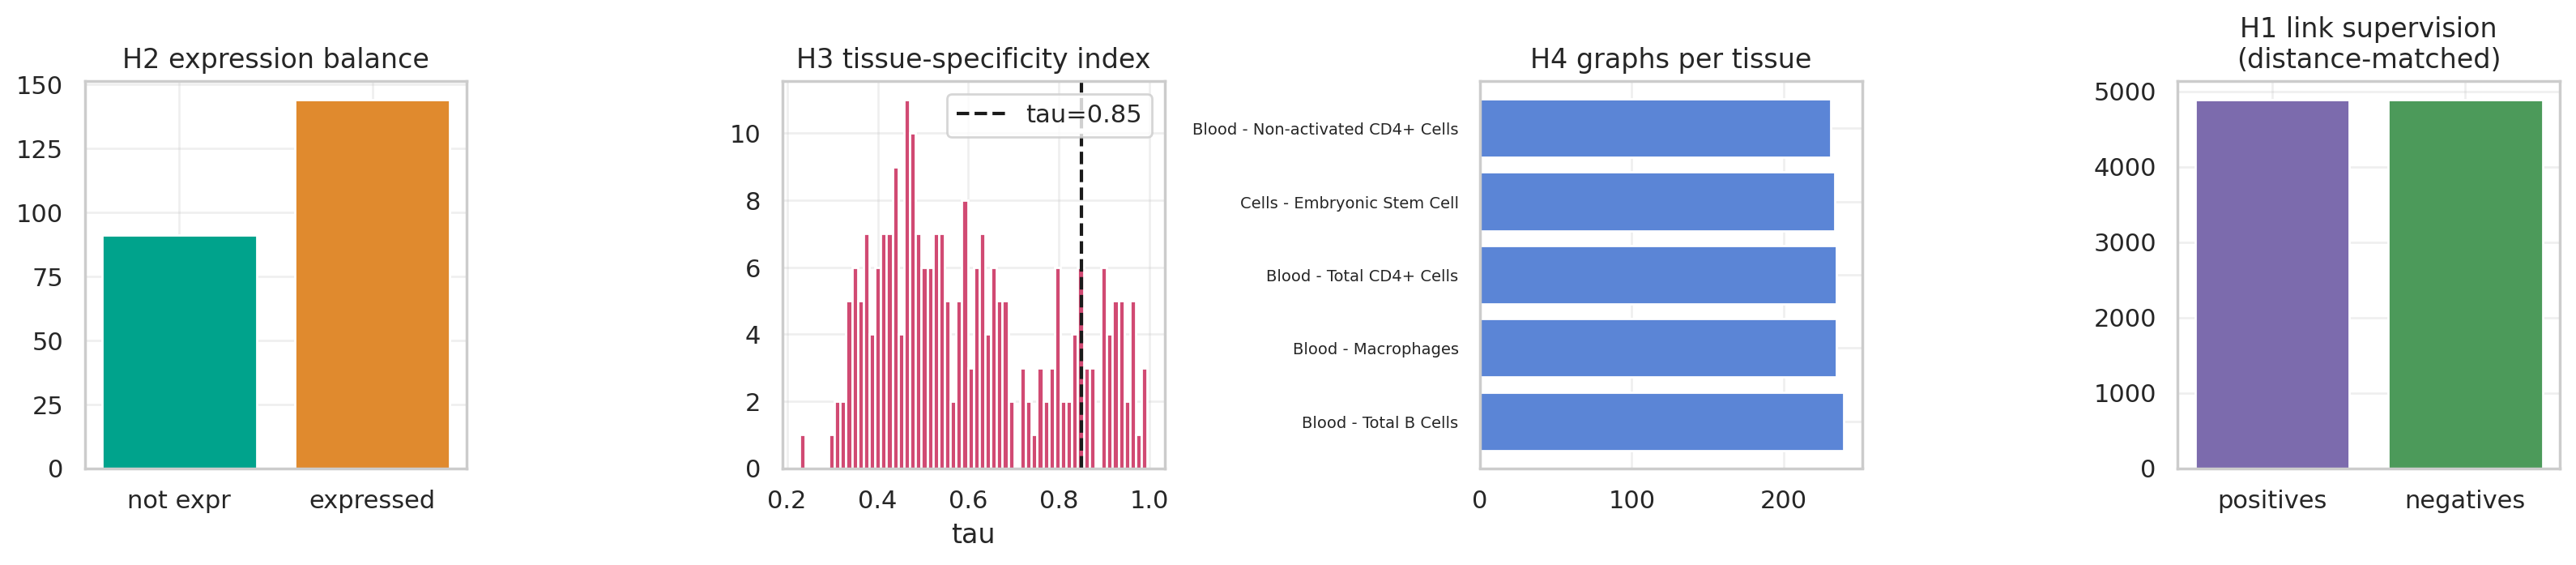 H2 expression balance
150
125
100
75
50
25
0
not expr
expressed
H3 tissue-specificity index
tau=0.85
10
8
6
4
2
0
0.2
0.4
0.6
0.8
1.0
tau
H4 graphs per tissue
Blood - Non-activated CD4+ Cells
Cells - Embryonic Stem Cell
Blood - Total CD4+ Cells
Blood - Macrophages
Blood - Total B Cells
0
100
200
H1 link supervision
(distance-matched)
5000
4000
3000
2000
1000
0
positives
negatives